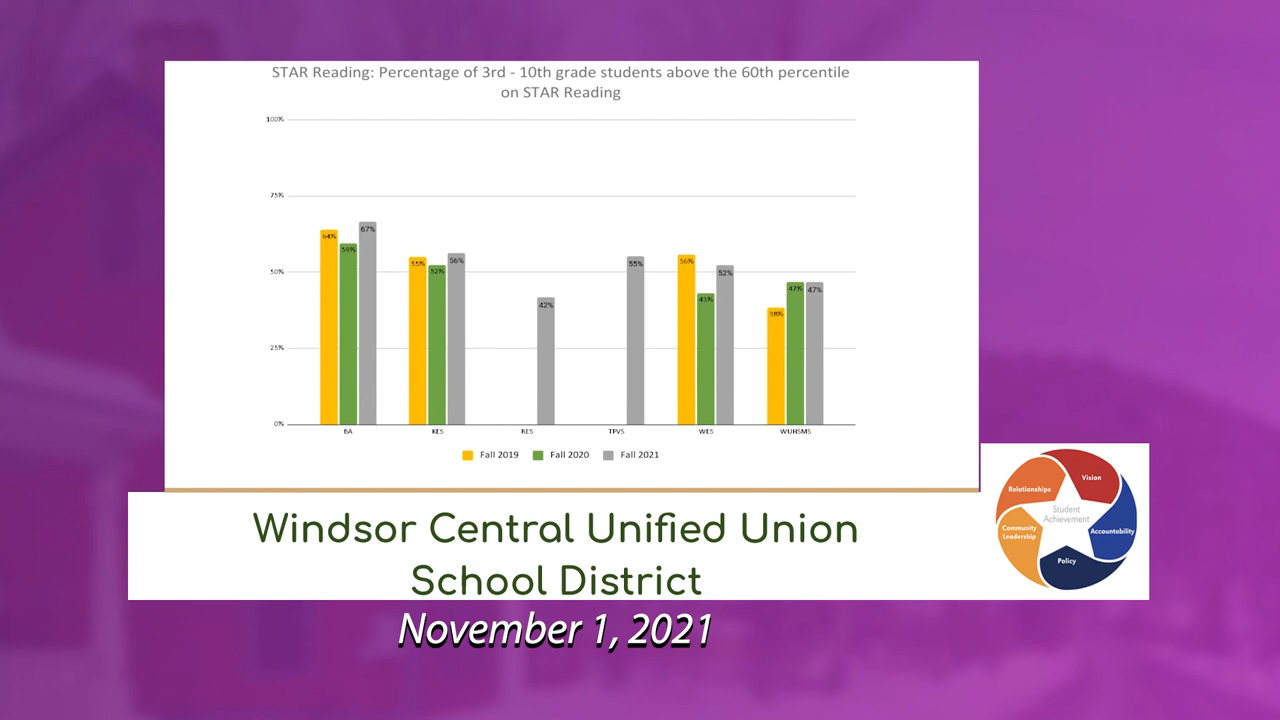 STAR Reading: Percentage of 3rd - 10th grade students above the 60th percentile
on STAR Reading
100%
75%
50%
25%
0%
64%
59%
67%
55%
52%
56%
42%
55%
56%
43%
52%
38%
47%
47%
BA
KES
RES
TPVS
WES
WUHSMS
Fall 2019
Fall 2020
Fall 2021
Relationships
Vision
Student
Achievement
Community
Leadership
Accountability
Policy
Windsor Central Unified Union
School District
November 1, 2021